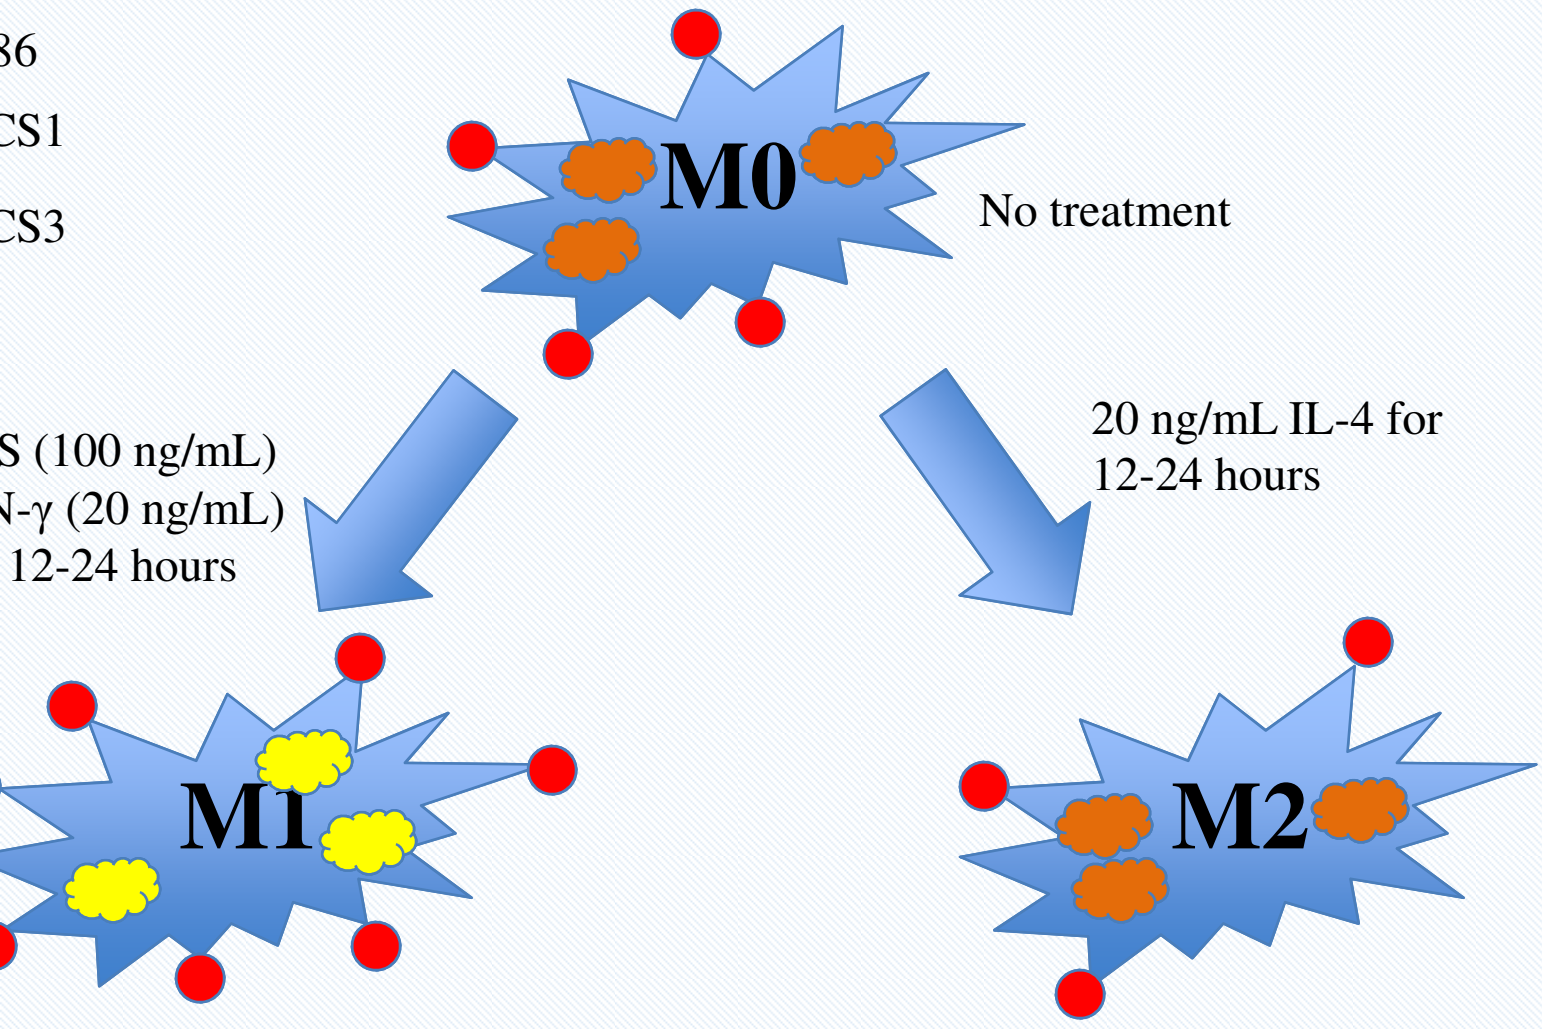 86
CS1
CS3
M0
No treatment
S (100 ng/mL)
N-γ (20 ng/mL)
12-24 hours
20 ng/mL IL-4 for
12-24 hours
M1
M2